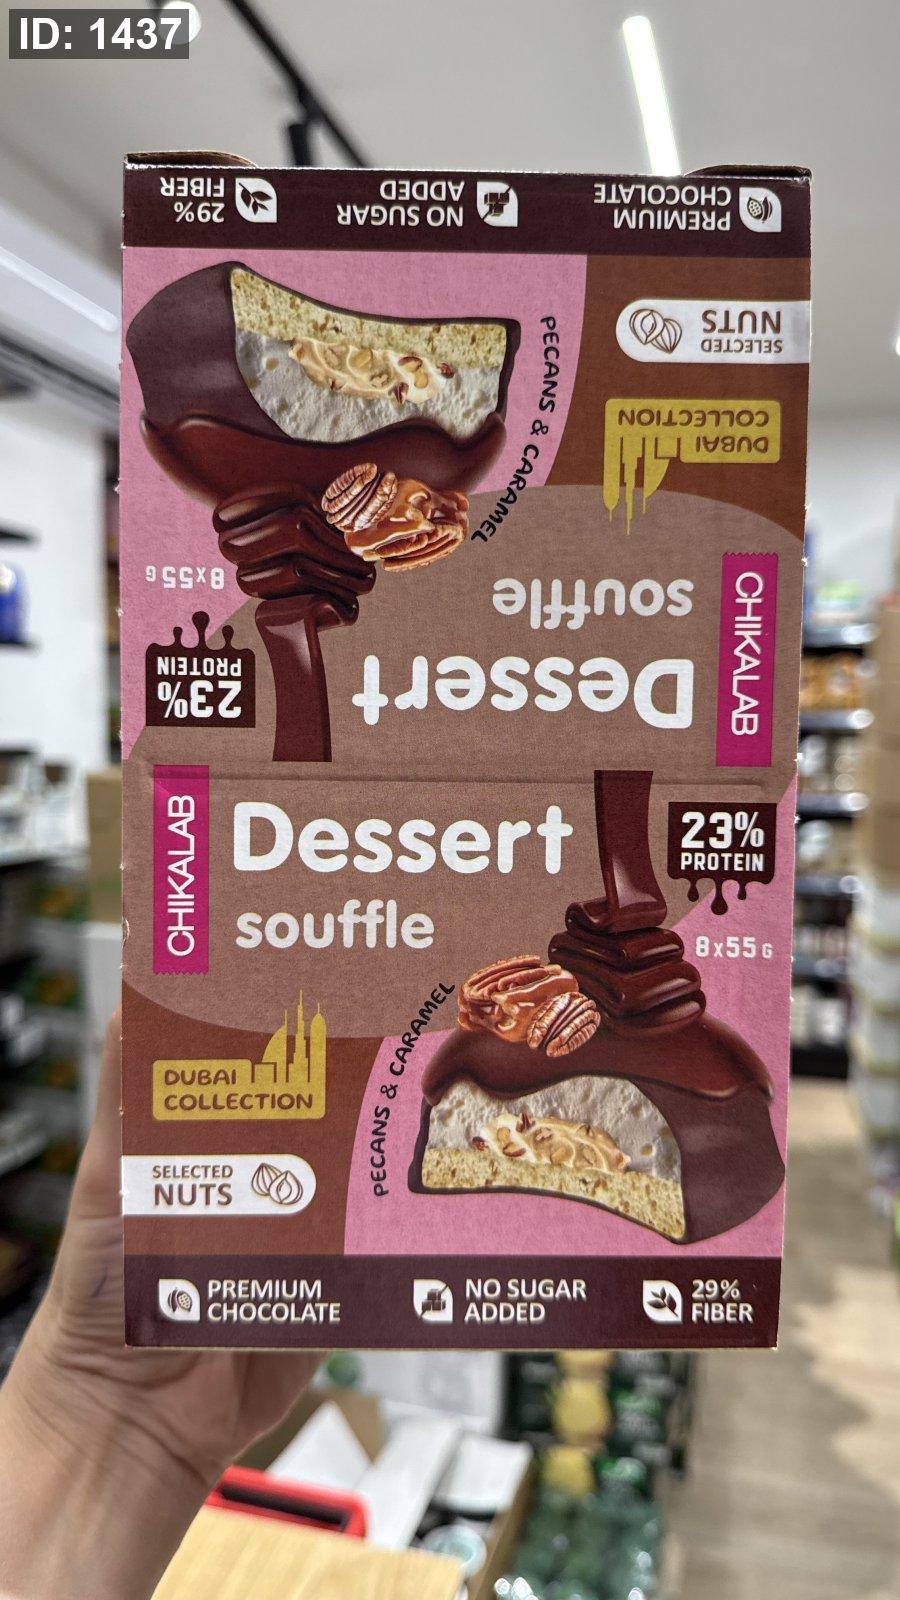 ID: 1437
PREMIUM
CHOCOLATE
NO SUGAR
ADDED
29%
FIBER
SELECTED
NUTS
DUBAI
COLLECTION
PECANS & CARAMEL
8x55 G
23%
PROTEIN
Dessert
souffle
CHIKALAB
CHIKALAB
Dessert
souffle
23%
PROTEIN
8x55 G
PECANS & CARAMEL
DUBAI
COLLECTION
SELECTED
NUTS
PREMIUM
CHOCOLATE
NO SUGAR
ADDED
29%
FIBER